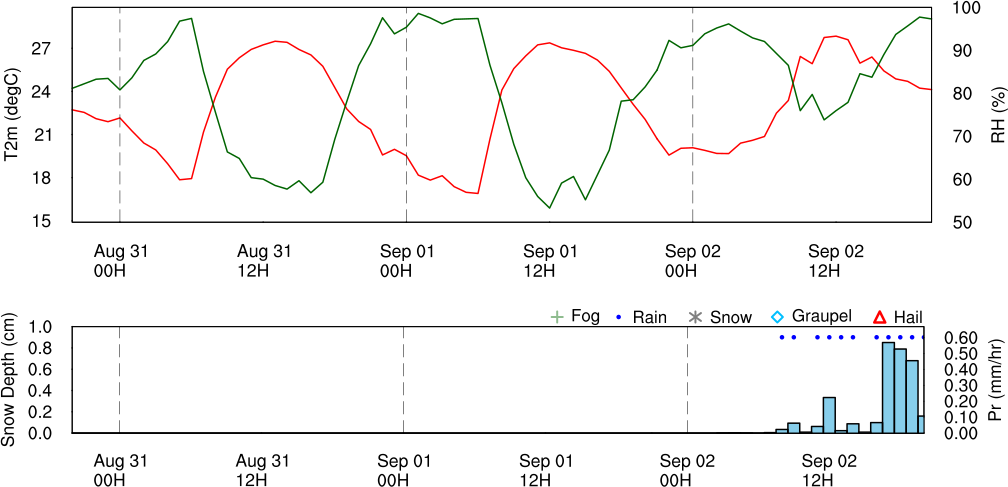 100
27 90
24 80
21 70
18 60
15 50
T2m (degC)
RH (%)
Aug 31 Aug 31 Sep 01 Sep 01 Sep 02 Sep 02
00H 12H 00H 12H 00H 12H
Fog Rain Snow Graupel Hail
1.0
0.8 0.60
0.50
0.6 0.40
0.4 0.30
0.2 0.20
0.10
0.0 0.00
Snow Depth (cm)
Pr (mm/hr)
Aug 31 Aug 31 Sep 01 Sep 01 Sep 02 Sep 02
00H 12H 00H 12H 00H 12H